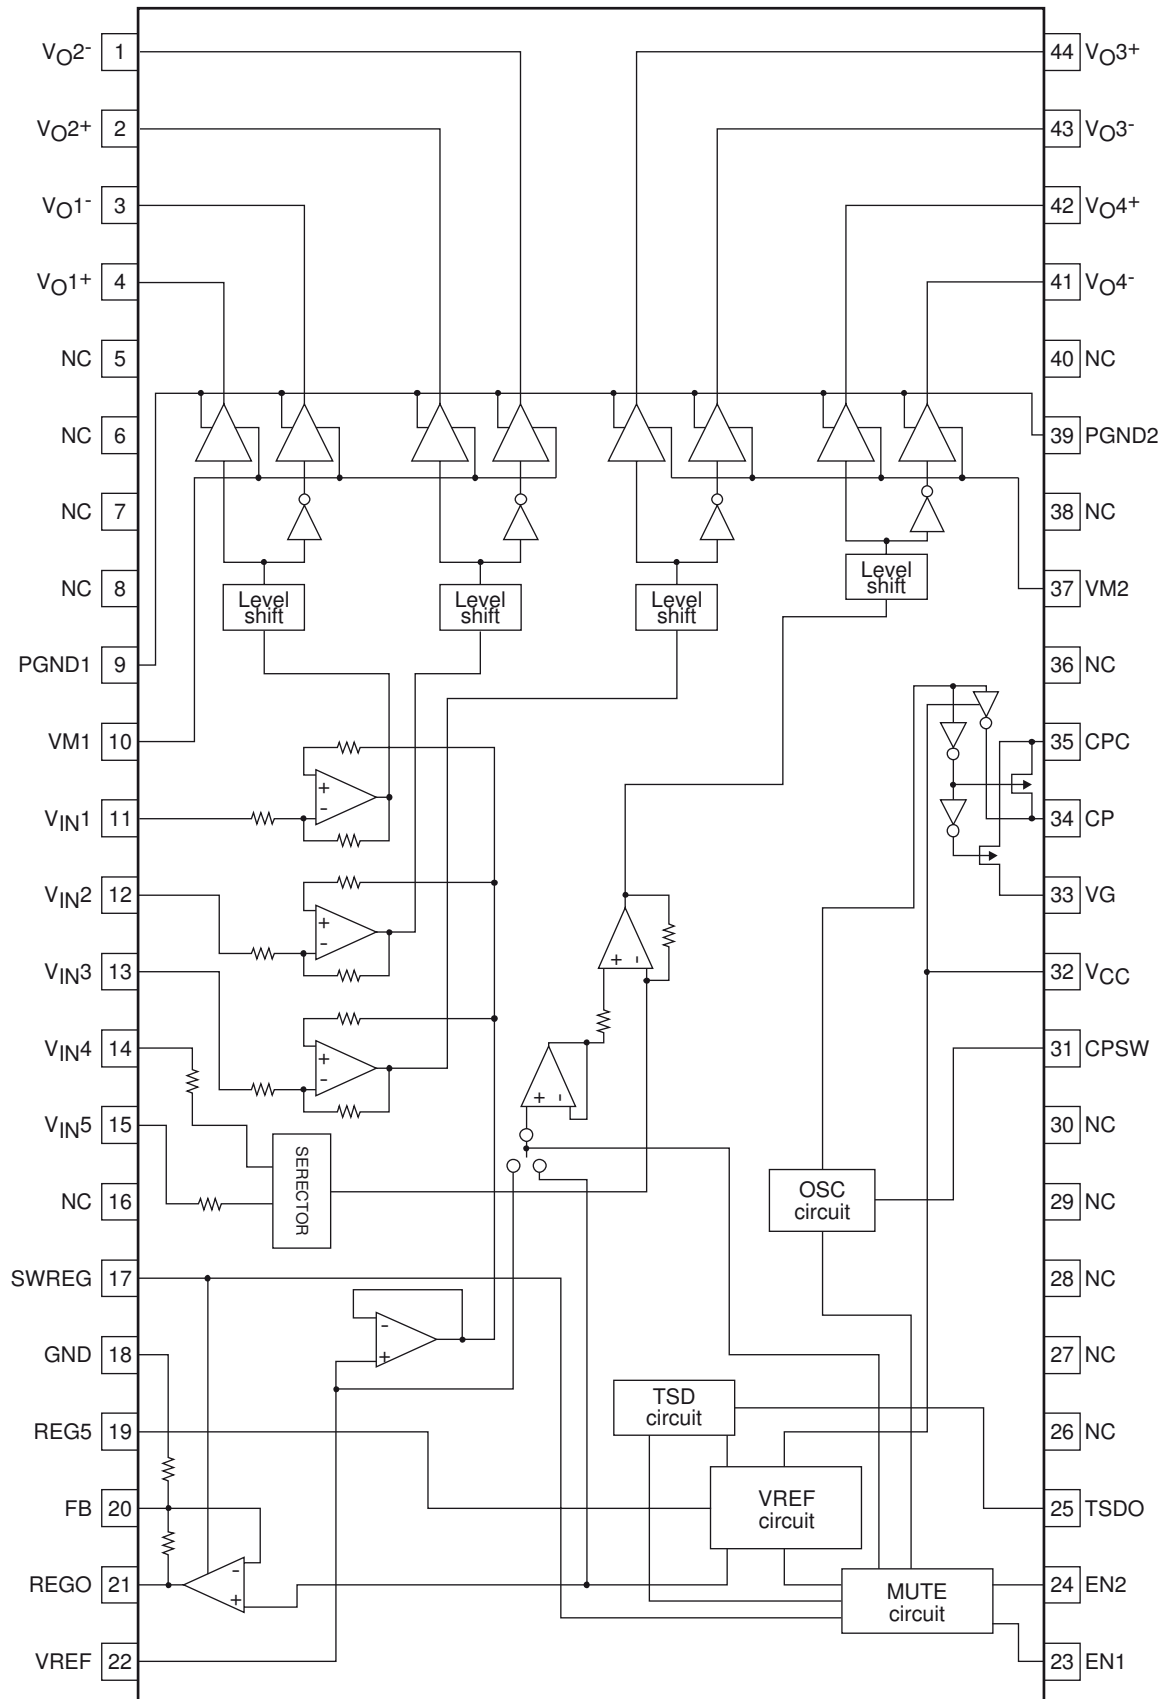 VO2- 1
VO2+ 2
VO1- 3
VO1+ 4
NC 5
NC 6
NC 7
NC 8
PGND1 9
VM1 10
VIN1 11
VIN2 12
VIN3 13
VIN4 14
VIN5 15
NC 16
SWREG 17
GND 18
REG5 19
FB 20
REGO 21
VREF 22
44 VO3+
43 VO3-
42 VO4+
41 VO4-
40 NC
39 PGND2
38 NC
37 VM2
36 NC
35 CPC
34 CP
33 VG
32 VCC
31 CPSW
30 NC
29 NC
28 NC
27 NC
26 NC
25 TSDO
24 EN2
23 EN1
Level
shift
Level
shift
Level
shift
Level
shift
+
-
+
-
+
-
+ -
+ -
SERECTOR
OSC
circuit
-
+
TSD
circuit
VREF
circuit
-
+
MUTE
circuit